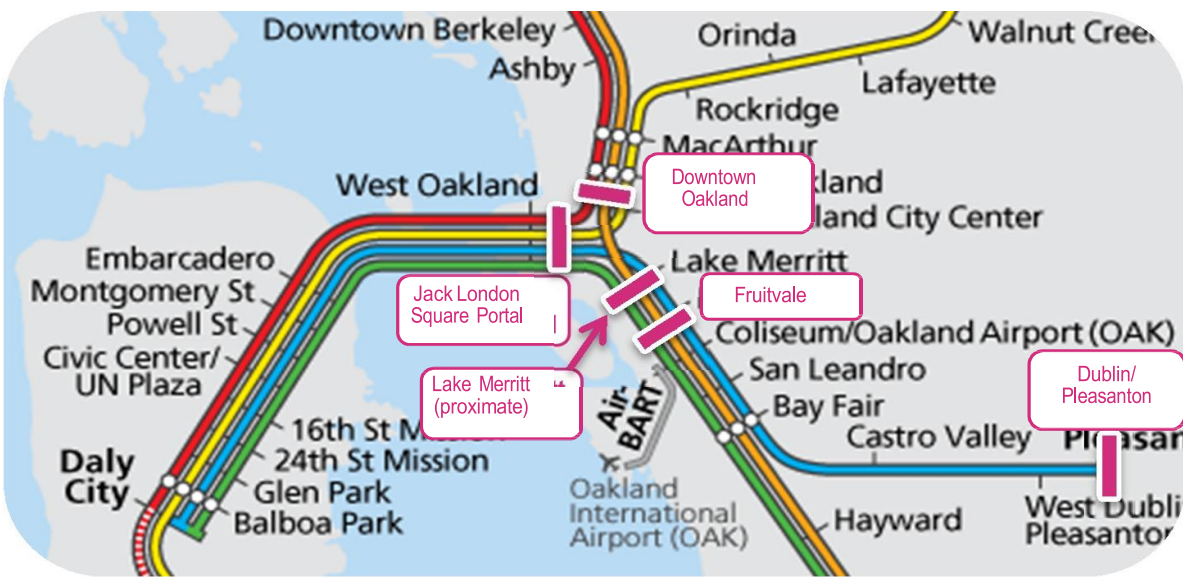 Downtown Berkeley
Ashby
Orinda
Walnut Cree
Lafayette
Rockridge
MacArthur
Downtown
Oakland
kland
land City Center
West Oakland
Embarcadero
Montgomery St
Powell St
Civic Center/
UN Plaza
Lake Merritt
Jack London
Square Portal
Fruitvale
Coliseum/Oakland Airport (OAK)
San Leandro
Bay Fair
Castro Valley
Lake Merritt
(proximate)
Dublin/
Pleasanton
Pleasan
Air-
BART
16th St M
24th St Mission
Glen Park
Balboa Park
Daly
City
Oakland
International
Airport (OAK)
Hayward
West Dubli
Pleasanton